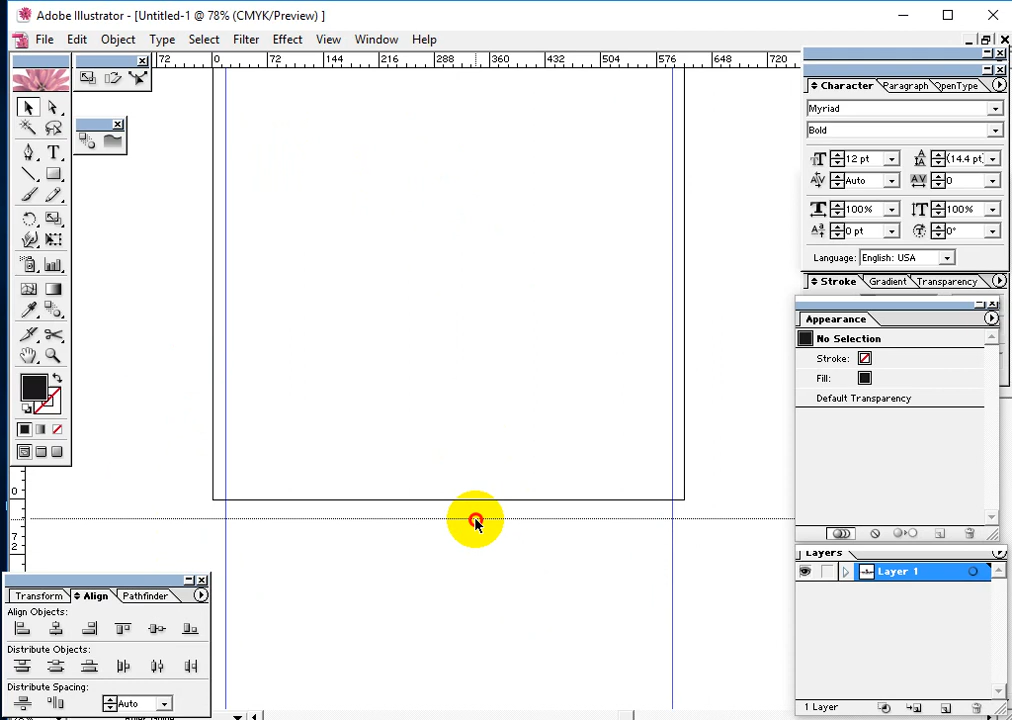 Adobe Illustrator - [Untitled-1 @ 78% (CMYK/Preview) ]
File Edit Object Type Select Filter Effect View Window Help
72 0 72 144 216 288 360 432 504 576 648 720
Character Paragraph OpenType
Myriad
Bold
12 pt (14.4 pt)
Auto 0
100% 100%
0 pt 0°
Language: English: USA
Stroke Gradient Transparency
Appearance
No Selection
Stroke:
Fill:
Default Transparency
0
72
Layers
Layer 1
1 Layer
Transform Align Pathfinder
Align Objects:
Distribute Objects:
Distribute Spacing:
Auto